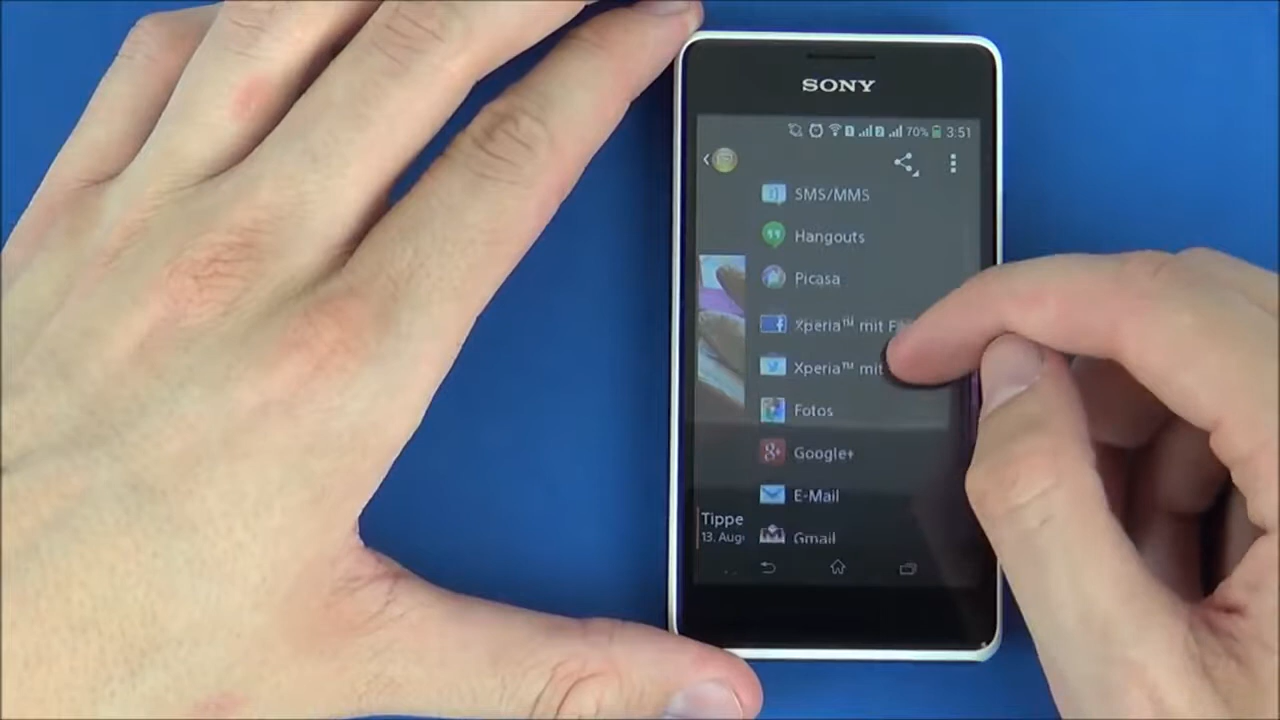 SONY
70% 3:51
SMS/MMS
Hangouts
Picasa
Xperia™ mit
Xperia™ mit
Fotos
Google+
E-Mail
Gmail
Tippe
13. Aug